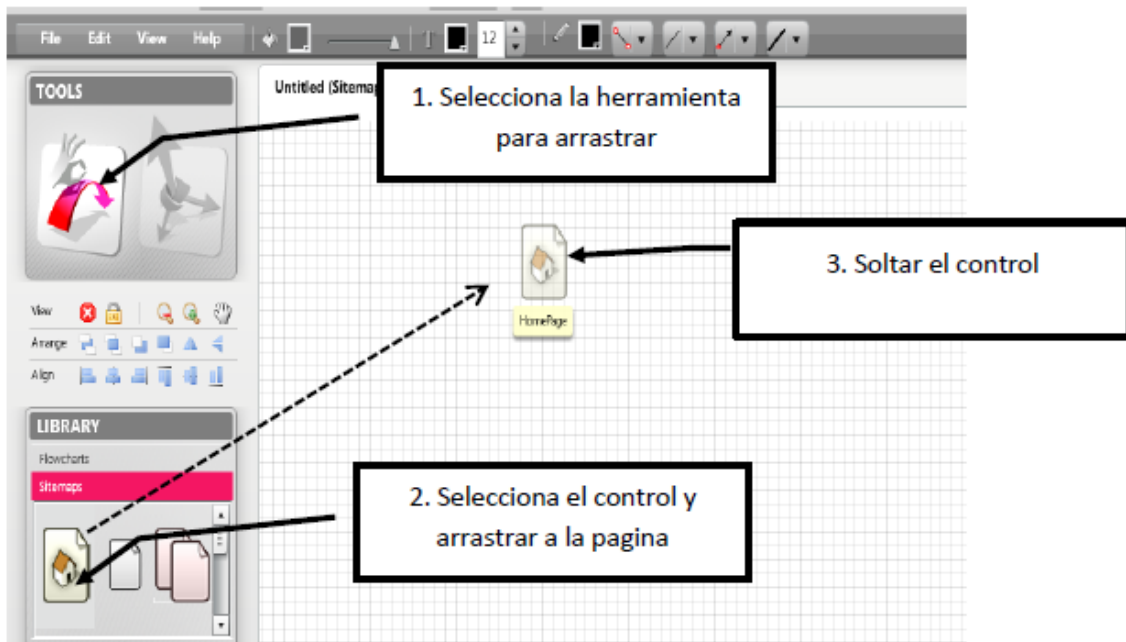 File Edit View Help
12
TOOLS
Untitled (Sitemap
1. Selecciona la herramienta
para arrastrar
3. Soltar el control
HomePage
View
Arrange
Align
LIBRARY
Flowcharts
Sitemaps
2. Selecciona el control y
arrastrar a la pagina